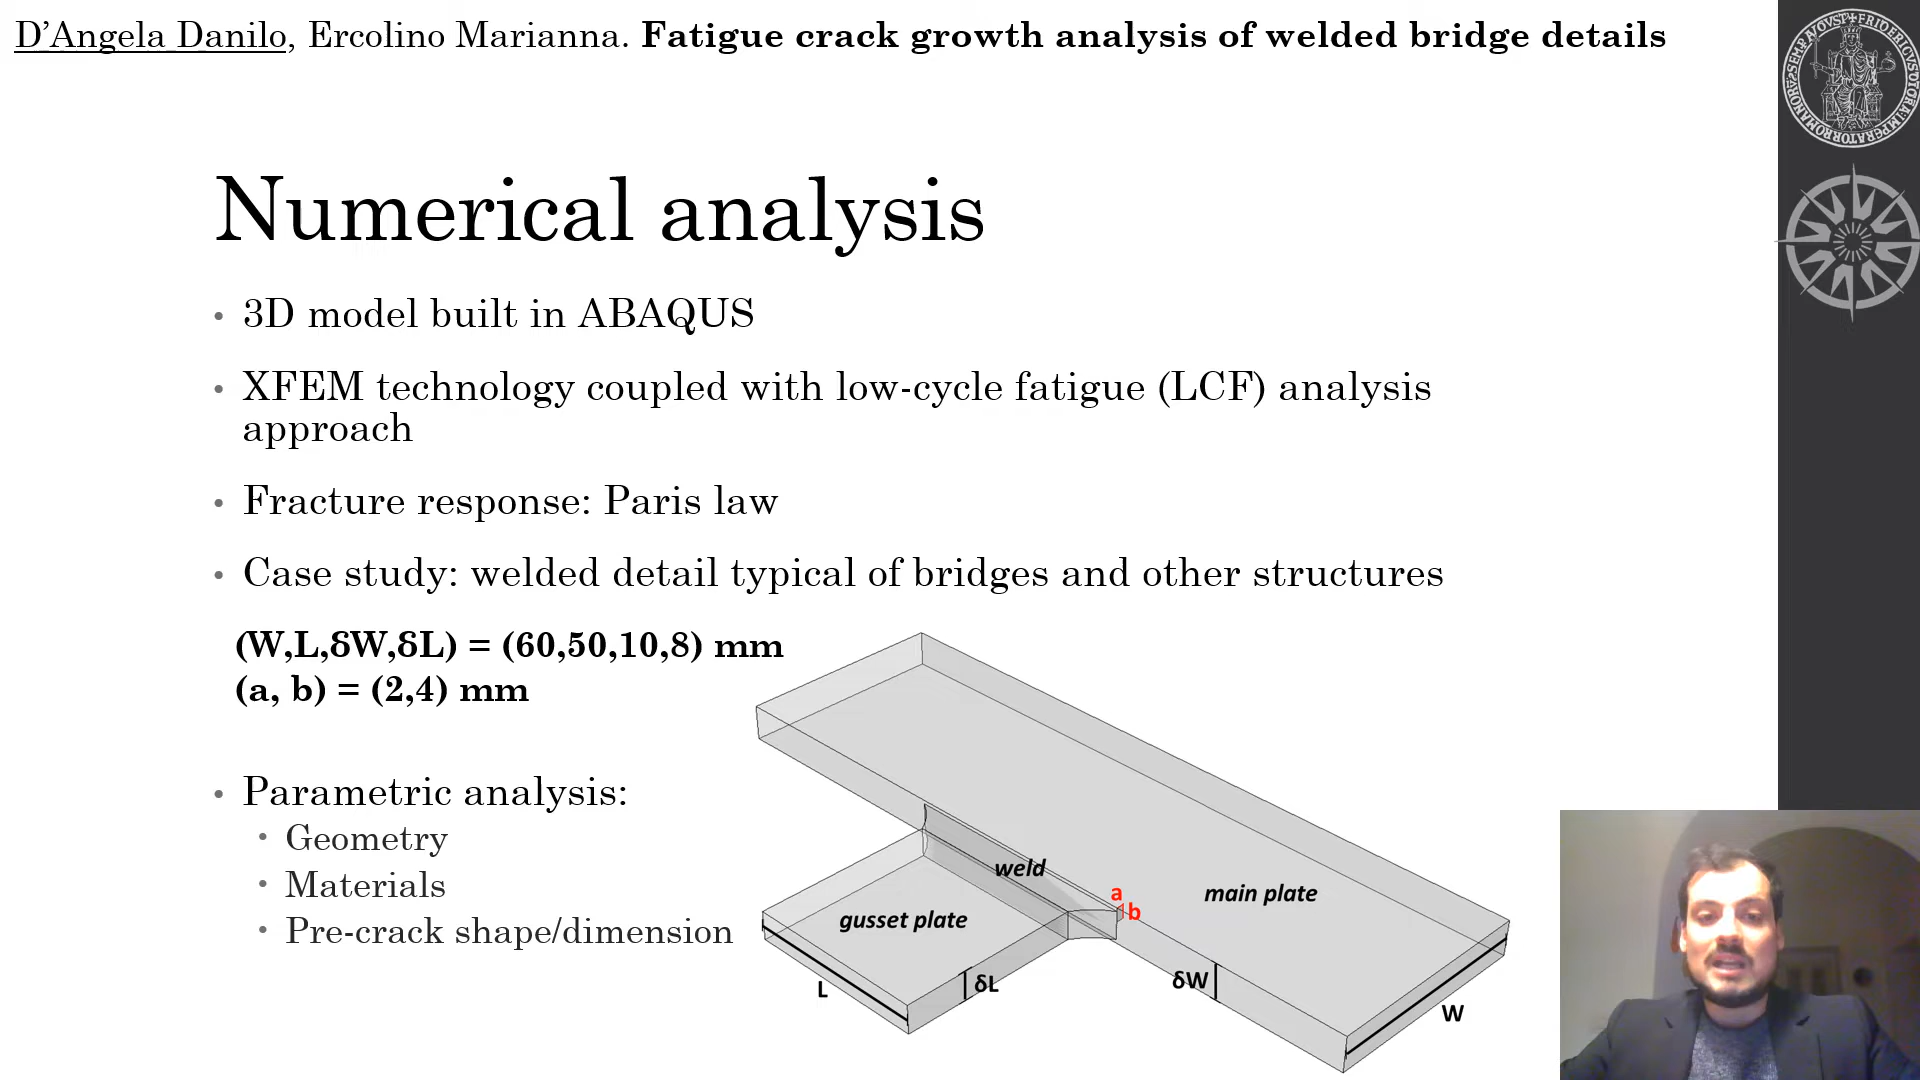 D’Angela Danilo, Ercolino Marianna. Fatigue crack growth analysis of welded bridge details
Numerical analysis
• 3D model built in ABAQUS
• XFEM technology coupled with low-cycle fatigue (LCF) analysis
approach
• Fracture response: Paris law
• Case study: welded detail typical of bridges and other structures
(W,L,δW,δL) = (60,50,10,8) mm
(a, b) = (2,4) mm
• Parametric analysis:
• Geometry
• Materials
• Pre-crack shape/dimension
weld
a
b
main plate
gusset plate
L
δL
δW
W